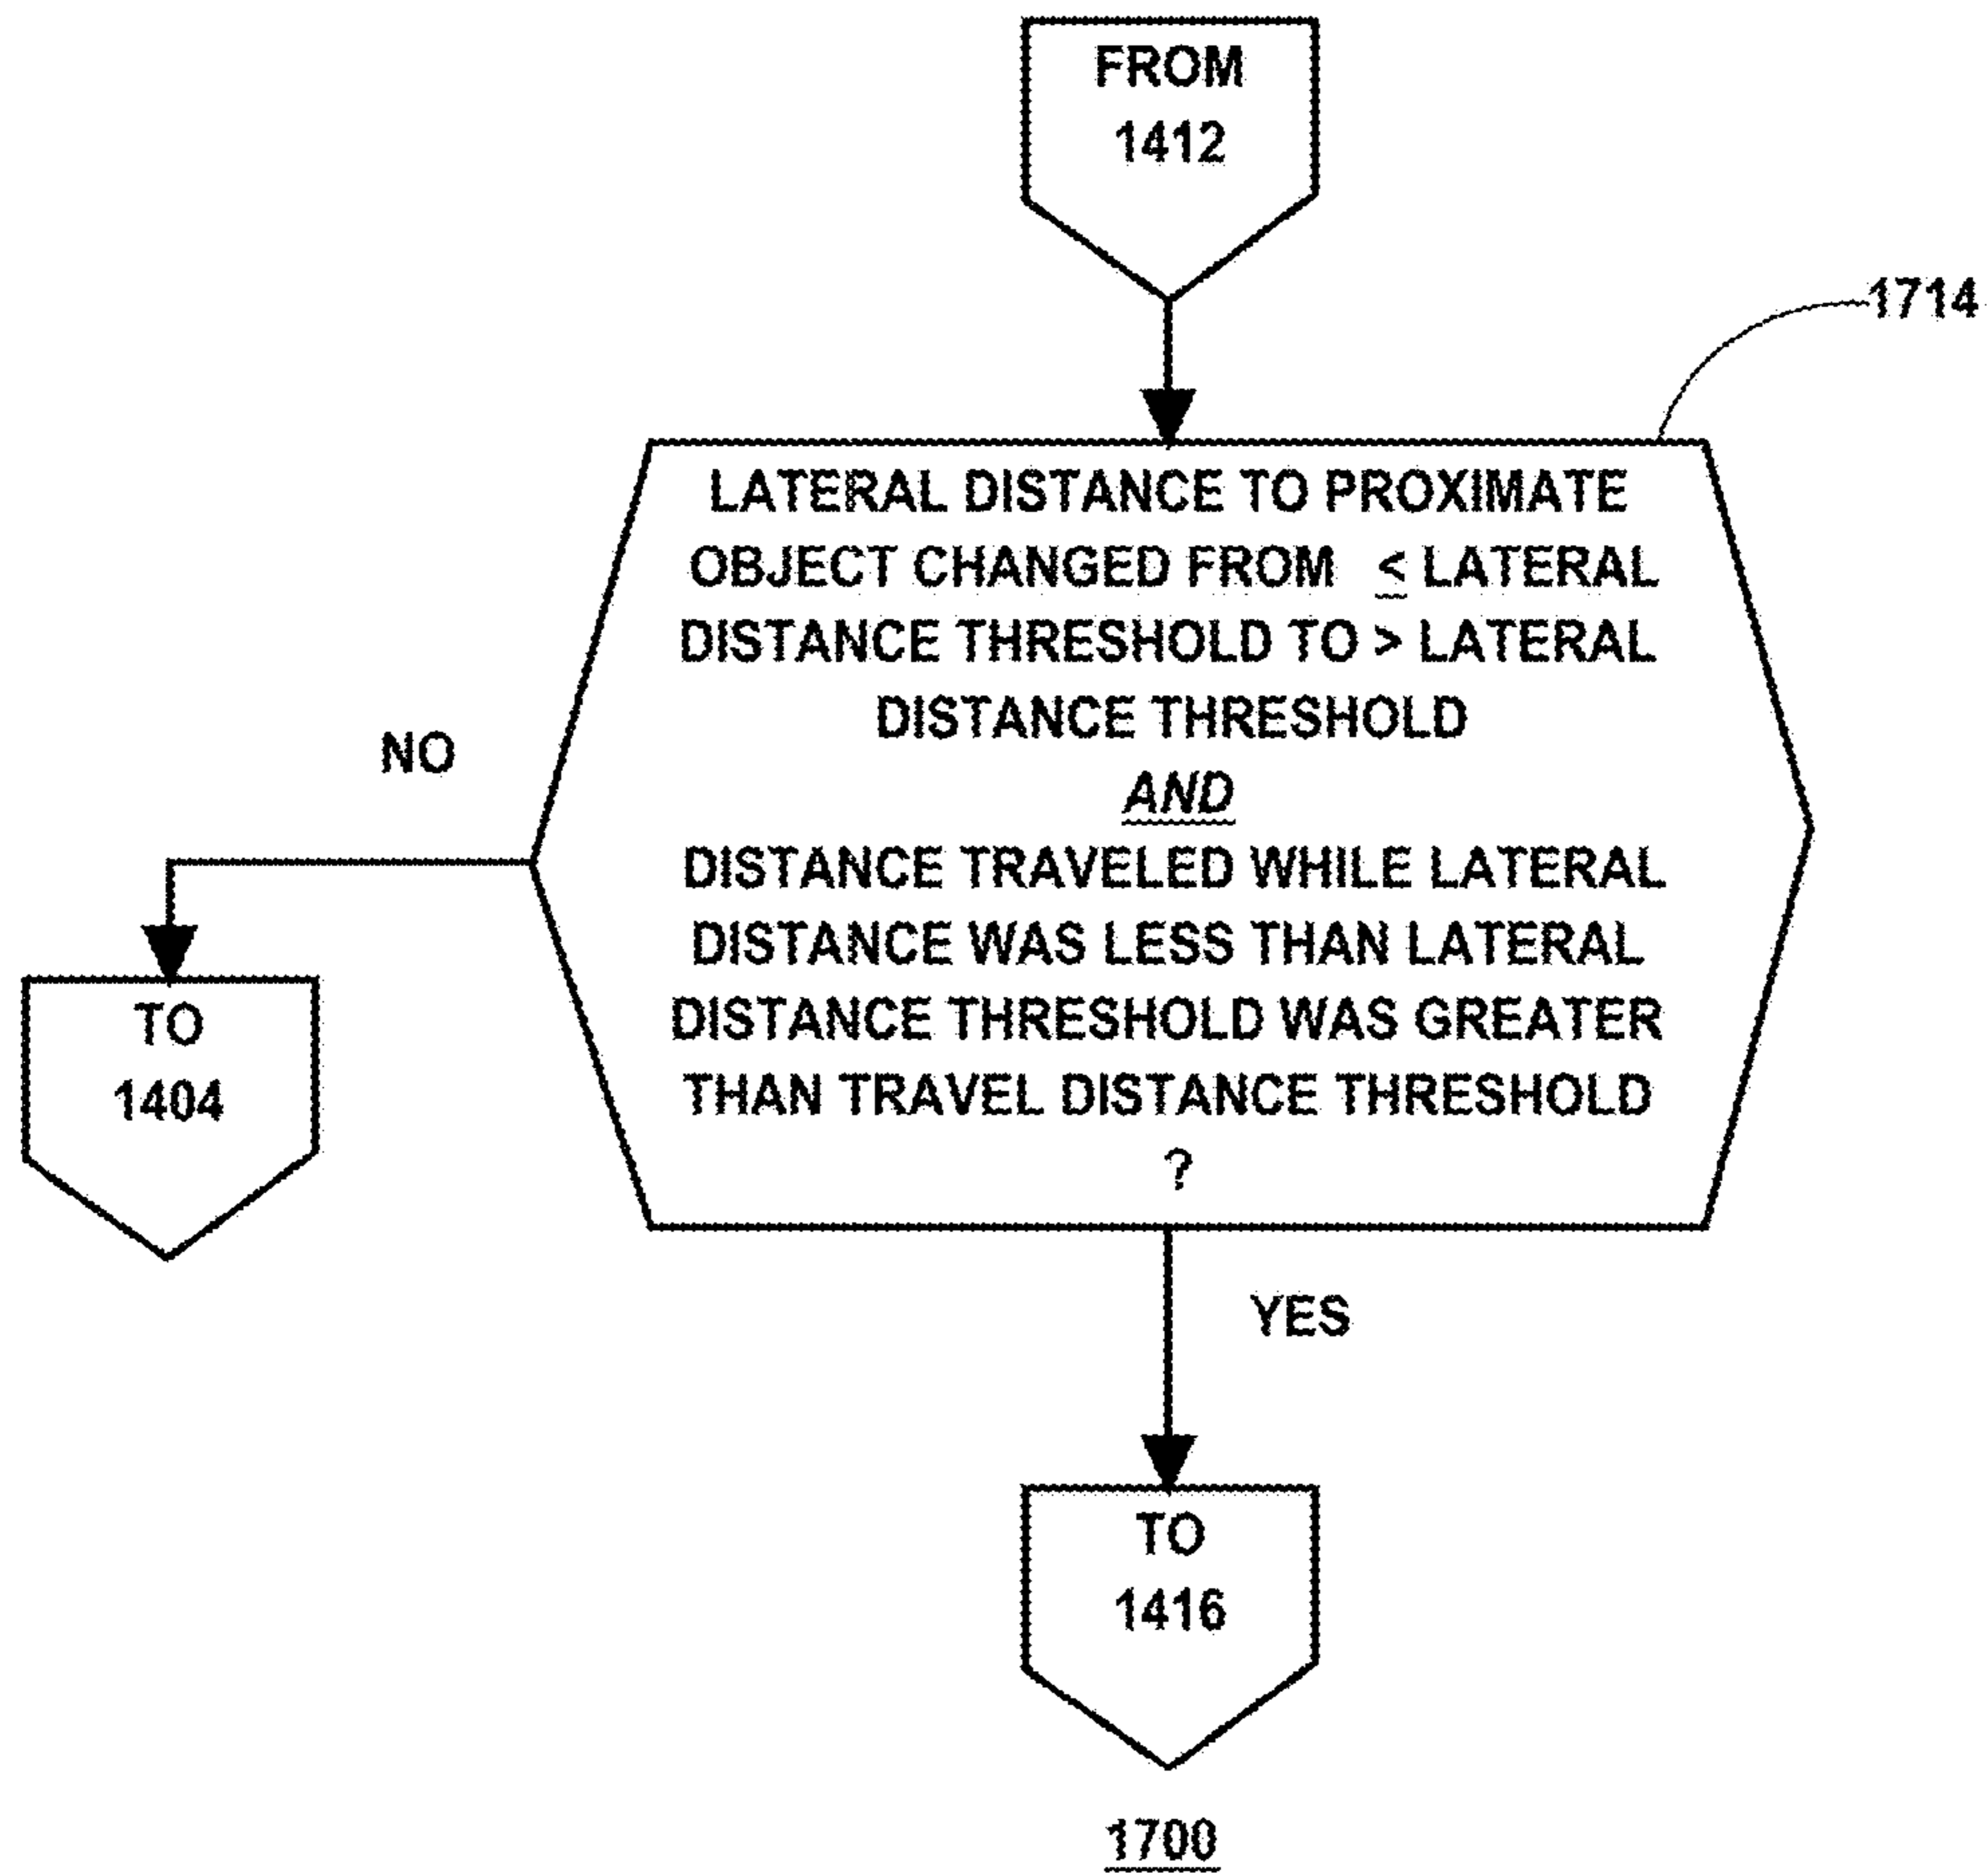 FROM
1412
1714
LATERAL DISTANCE TO PROXIMATE
OBJECT CHANGED FROM ≤ LATERAL
DISTANCE THRESHOLD TO > LATERAL
DISTANCE THRESHOLD
AND
DISTANCE TRAVELED WHILE LATERAL
DISTANCE WAS LESS THAN LATERAL
DISTANCE THRESHOLD WAS GREATER
THAN TRAVEL DISTANCE THRESHOLD
?
NO
TO
1404
YES
TO
1416
1700